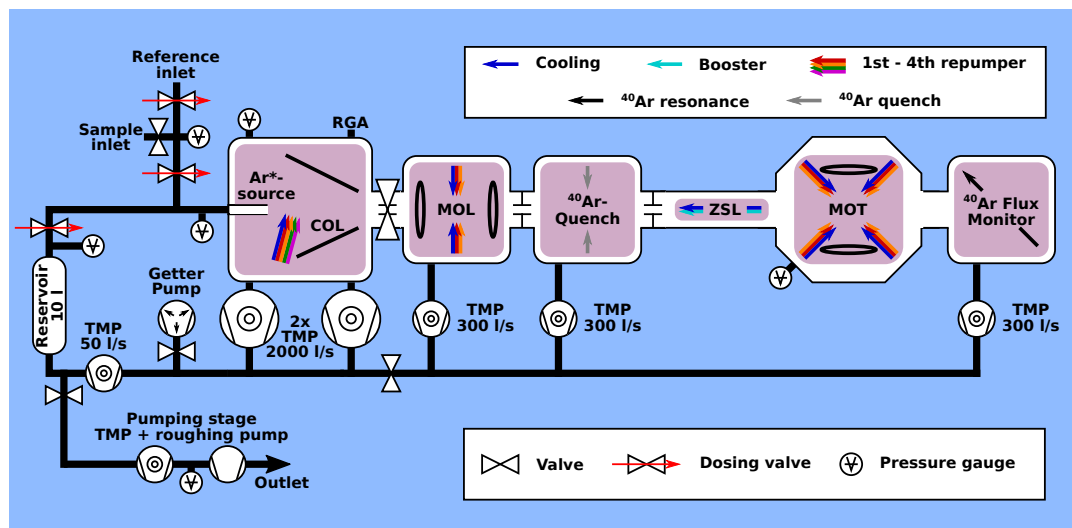 Reference
inlet
Sample
inlet
Cooling
Booster
1st - 4th repumper
⁴⁰Ar resonance
⁴⁰Ar quench
RGA
Ar*-
source
COL
MOL
⁴⁰Ar-
Quench
ZSL
MOT
⁴⁰Ar Flux
Monitor
Reservoir
10 l
Getter
Pump
TMP
50 l/s
2x
TMP
2000 l/s
TMP
300 l/s
TMP
300 l/s
TMP
300 l/s
Pumping stage
TMP + roughing pump
Outlet
Valve
Dosing valve
Pressure gauge
V
V
V
V
V
V
V